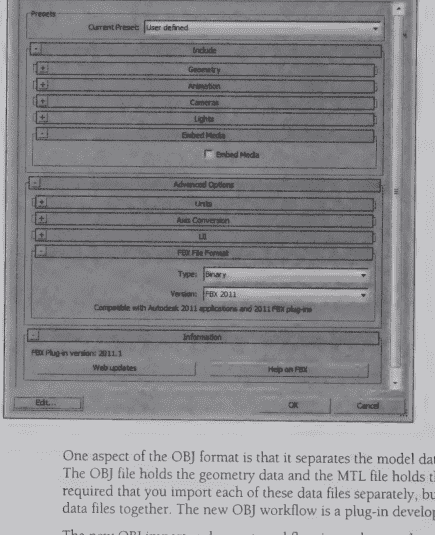 Presets
Current Preset: User defined
- Include
+ Geometry
+ Animation
+ Cameras
+ Lights
- Embed Media
Embed Media
- Advanced Options
+ Units
+ Axis Conversion
+ UI
- FBX File Format
Type: Binary
Version: FBX 2011
Compatible with Autodesk 2011 applications and 2011 FBX plug-ins
- Information
FBX Plug-in version: 2011.1
Web updates Help on FBX
Edit... OK Cancel
One aspect of the OBJ format is that it separates the model dat
The OBJ file holds the geometry data and the MTL file holds th
required that you import each of these data files separately, bu
data files together. The new OBJ workflow is a plug-in develop